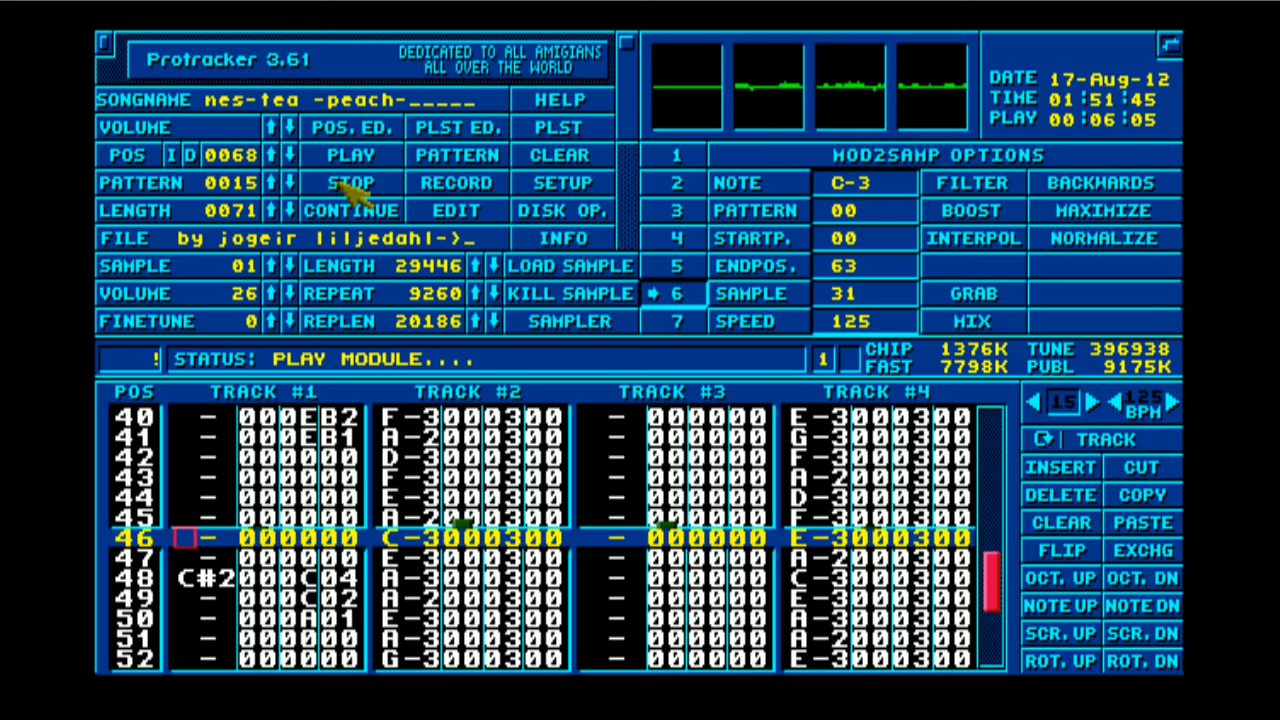 Protracker 3.61
DEDICATED TO ALL AMIGIANS
ALL OVER THE WORLD
DATE 17-Aug-12
TIME 01:51:45
PLAY 00:06:05
SONGNAME nes-tea -peach-_____ HELP
VOLUME POS. ED. PLST ED. PLST
POS I D 0068 PLAY PATTERN CLEAR 1 MOD2SAMP OPTIONS
PATTERN 0015 STOP RECORD SETUP 2 NOTE C-3 FILTER BACKWARDS
LENGTH 0071 CONTINUE EDIT DISK OP. 3 PATTERN 00 BOOST MAXIMIZE
FILE by jogeir liljedahl->_ INFO 4 STARTP. 00 INTERPOL NORMALIZE
SAMPLE 01 LENGTH 29446 LOAD SAMPLE 5 ENDPOS. 63
VOLUME 26 REPEAT 9260 KILL SAMPLE 6 SAMPLE 31 GRAB
FINETUNE 0 REPLEN 20186 SAMPLER 7 SPEED 125 MIX
! STATUS: PLAY MODULE.... 1 CHIP 1376K TUNE 396938
FAST 7798K PUBL 9175K
POS TRACK #1 TRACK #2 TRACK #3 TRACK #4
15 125 BPM
40 - 000EB2 F-3000300 - 000000 E-3000300
41 - 000EB1 A-2000300 - 000000 G-3000300
42 - 000000 D-3000300 - 000000 F-3000300
43 - 000000 F-3000300 - 000000 A-2000300
44 - 000000 E-3000300 - 000000 D-3000300
45 - 000000 A-2000300 - 000000 F-3000300
46 - 000000 C-3000300 - 000000 E-3000300
47 - 000000 E-3000300 - 000000 A-2000300
48 C#2000C04 A-3000300 - 000000 C-3000300
49 - 000C02 A-2000300 - 000000 E-3000300
50 - 000A01 E-3000300 - 000000 A-3000300
51 - 000000 A-3000300 - 000000 A-2000300
52 - 000000 G-3000300 - 000000 E-3000300
TRACK
INSERT CUT
DELETE COPY
CLEAR PASTE
FLIP EXCHG
OCT. UP OCT. DN
NOTE UP NOTE DN
SCR. UP SCR. DN
ROT. UP ROT. DN